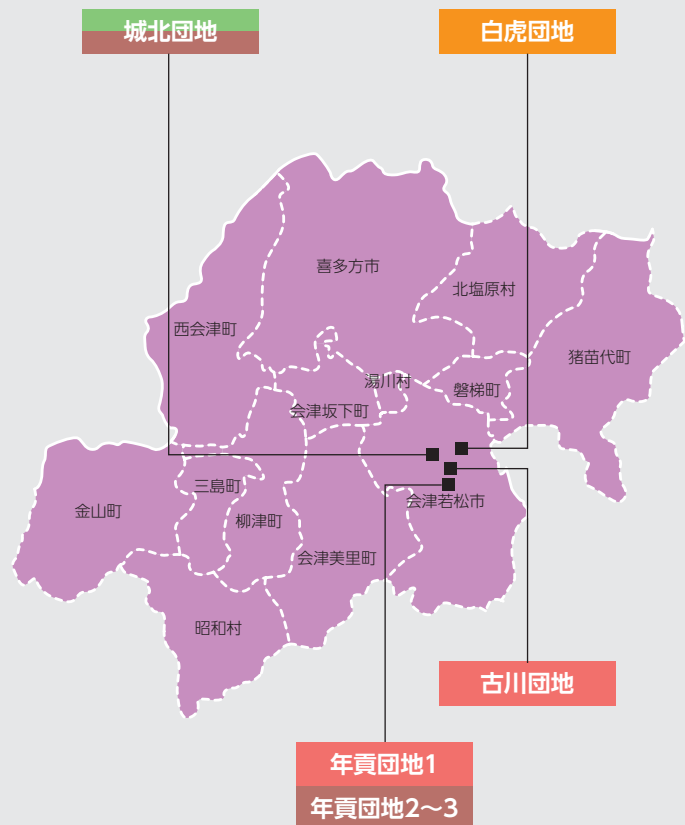 城北団地
白虎団地
喜多方市
北塩原村
西会津町
猪苗代町
湯川村
磐梯町
会津坂下町
三島町
会津若松市
金山町
柳津町
会津美里町
昭和村
古川団地
年貢団地1
年貢団地2～3